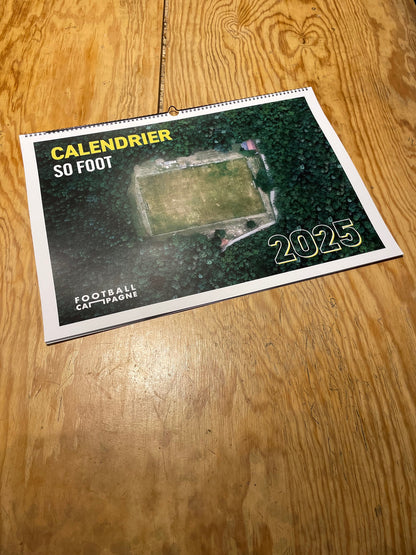 CALENDRIER
SO FOOT
2025
FOOTBALL
CAMPAGNE